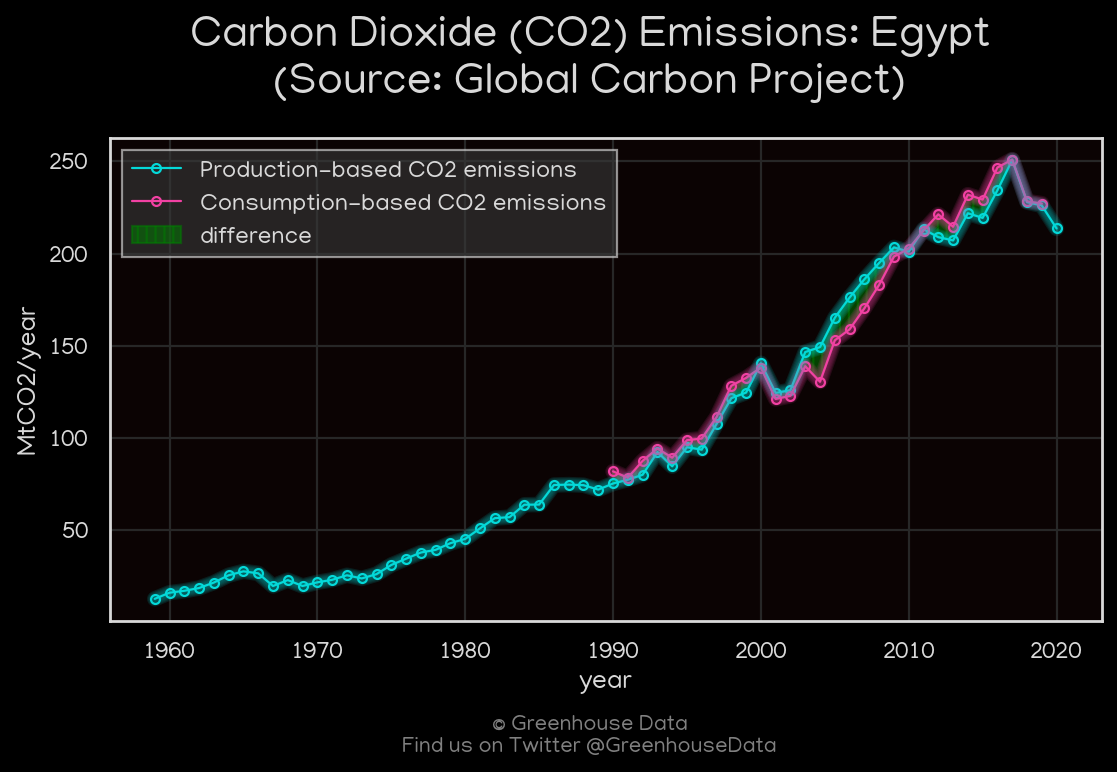 Carbon Dioxide (CO2) Emissions: Egypt
(Source: Global Carbon Project)
Production-based CO2 emissions
Consumption-based CO2 emissions
difference
MtCO2/year
250
200
150
100
50
1960 1970 1980 1990 2000 2010 2020
year
© Greenhouse Data
Find us on Twitter @GreenhouseData